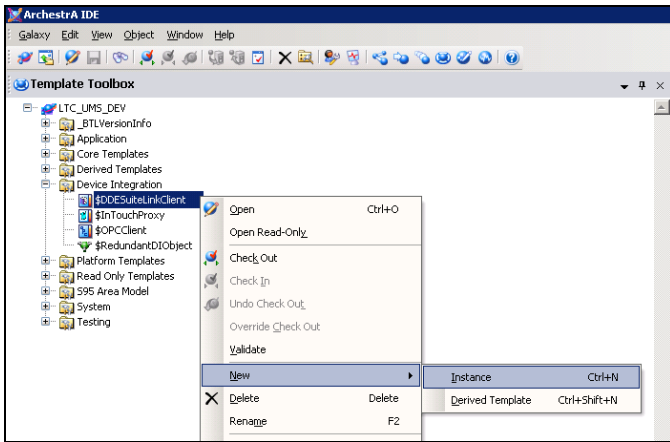 ArchestrA IDE
Galaxy Edit View Object Window Help
Template Toolbox
LTC_UMS_DEV
_BTLVersionInfo
Application
Core Templates
Derived Templates
Device Integration
$DDESuiteLinkClient
$InTouchProxy
$OPCClient
$RedundantDIObject
Platform Templates
Read Only Templates
S95 Area Model
System
Testing
Open Ctrl+O
Open Read-Only
Check Out
Check In
Undo Check Out
Override Check Out
Validate
New
Delete Delete
Rename F2
Instance Ctrl+N
Derived Template Ctrl+Shift+N